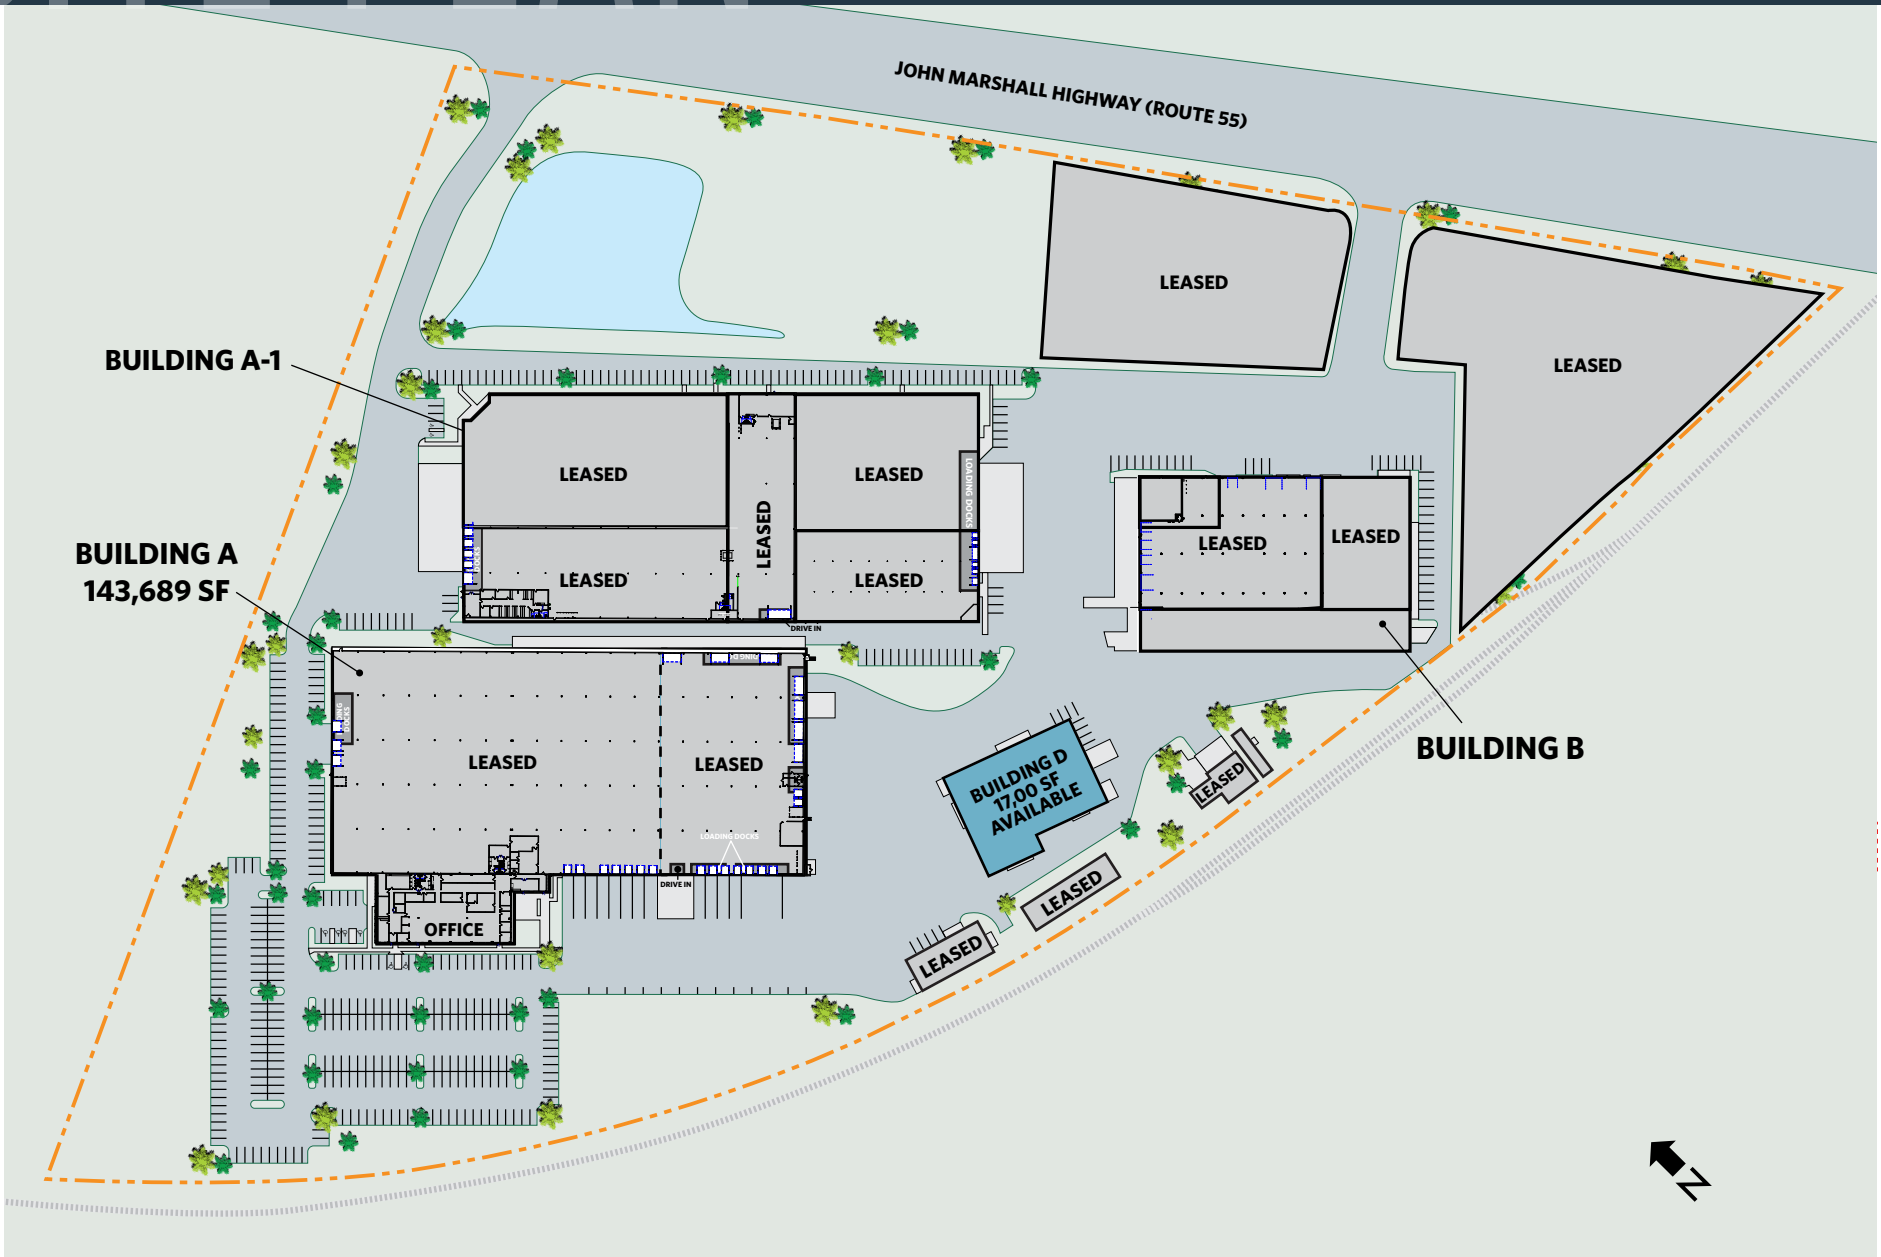 JOHN MARSHALL HIGHWAY (ROUTE 55)
LEASED
LEASED
BUILDING A-1
LEASED
LEASED
LEASED
LEASED
LEASED
LOADING DOCKS
DOCKS
DRIVE IN
LEASED
LEASED
BUILDING B
BUILDING A
143,689 SF
LEASED
LEASED
DOCKS
LOADING DOCKS
DRIVE IN
OFFICE
BUILDING D
17,00 SF
AVAILABLE
LEASED
LEASED
LEASED
N